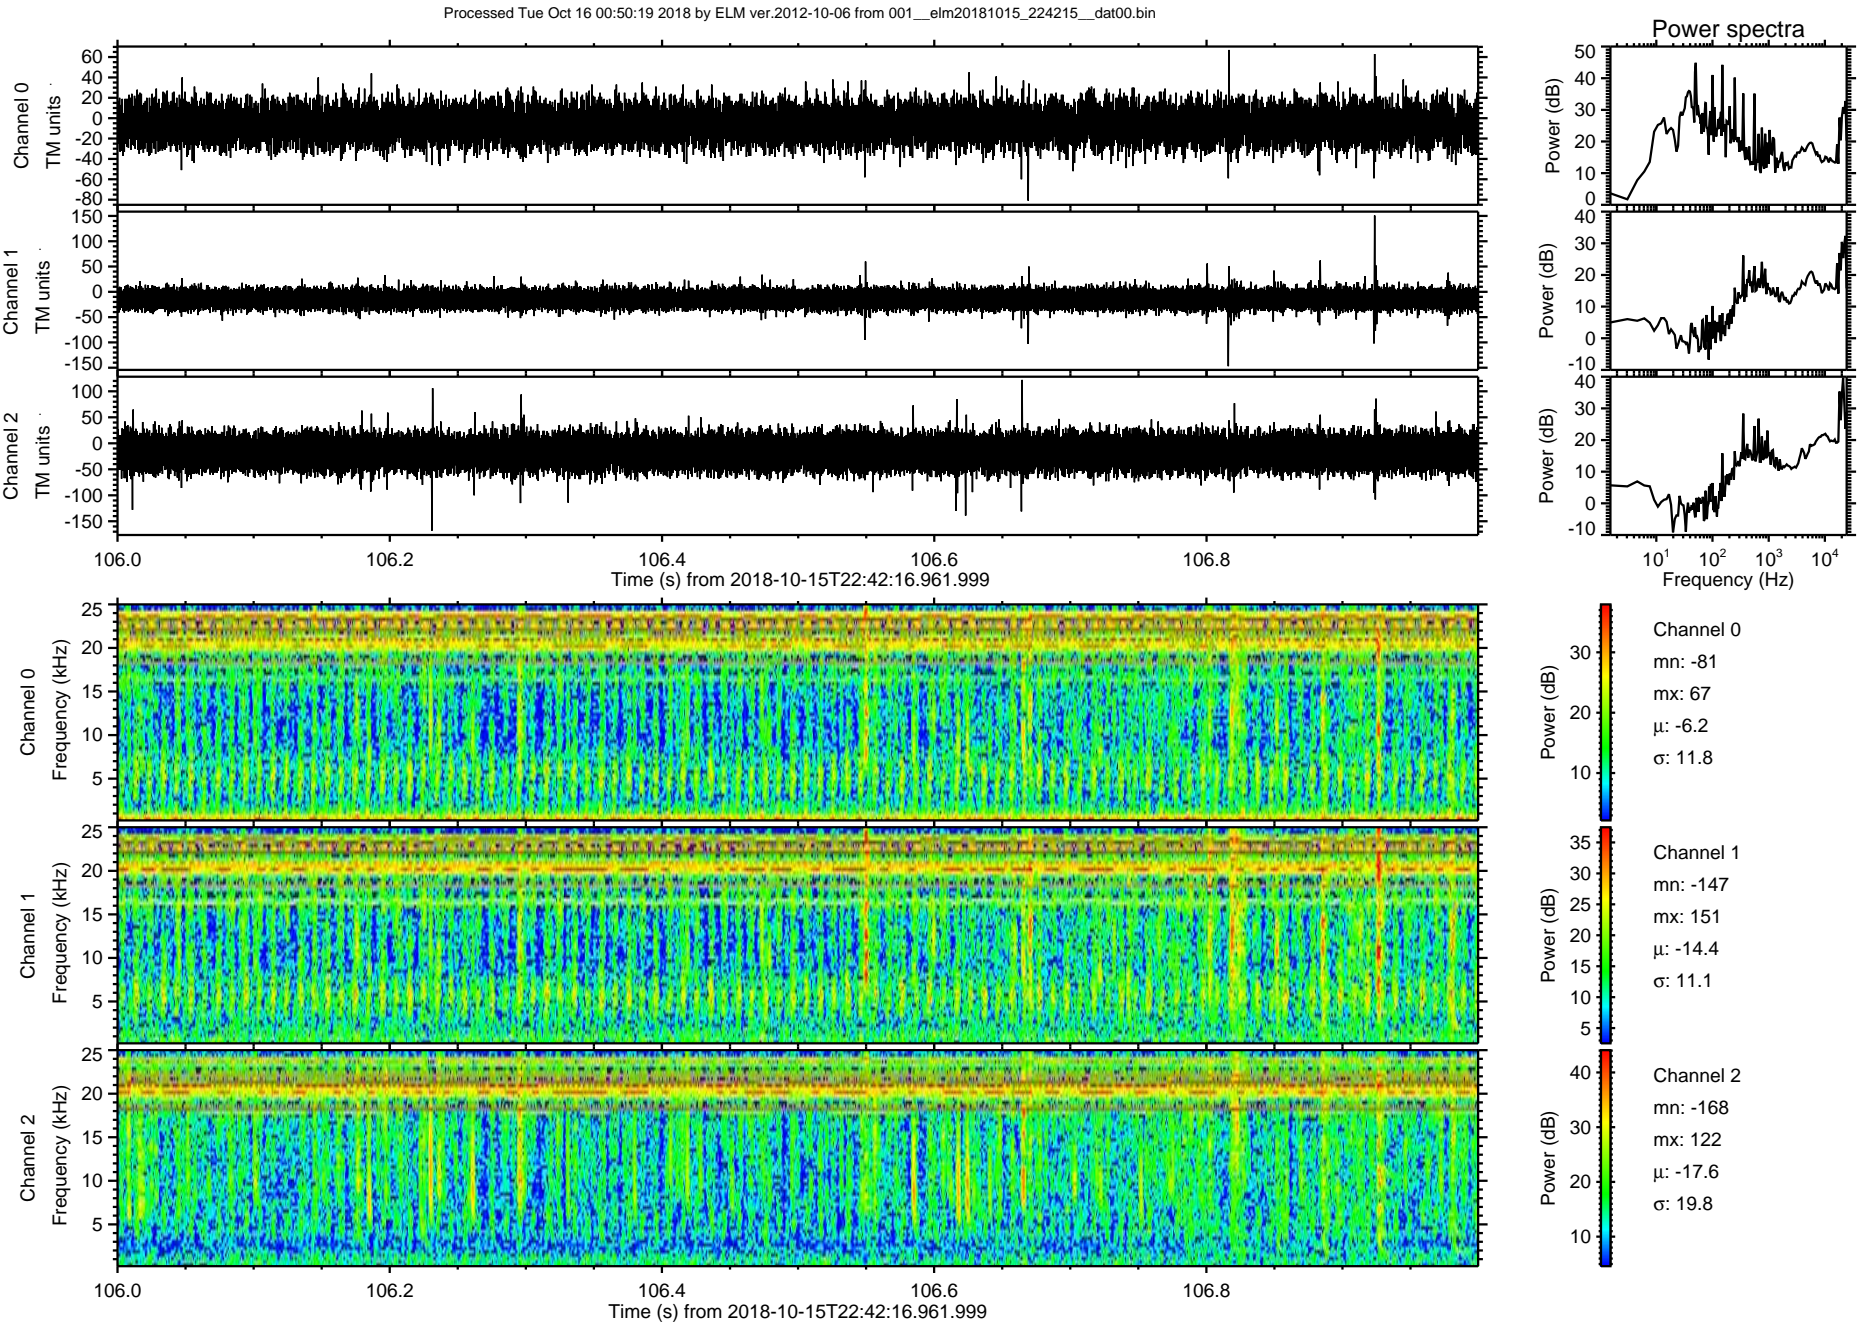 Processed Tue Oct 16 00:50:19 2018 by ELM ver.2012-10-06 from 001__elm20181015_224215__dat00.bin
Channel 0
TM units
60
40
20
0
-20
-40
-60
-80
Channel 1
TM units
150
100
50
0
-50
-100
-150
Channel 2
TM units
100
50
0
-50
-100
-150
106.0 106.2 106.4 106.6 106.8
Time (s) from 2018-10-15T22:42:16.961.999
Power spectra
Power (dB)
50
40
30
20
10
0
Power (dB)
40
30
20
10
0
-10
Power (dB)
40
30
20
10
0
-10
10¹ 10² 10³ 10⁴
Frequency (Hz)
Channel 0
Frequency (kHz)
25
20
15
10
5
Power (dB)
30
20
10
Channel 0
mn: -81
mx: 67
μ: -6.2
σ: 11.8
Channel 1
Frequency (kHz)
25
20
15
10
5
Power (dB)
35
30
25
20
15
10
5
Channel 1
mn: -147
mx: 151
μ: -14.4
σ: 11.1
Channel 2
Frequency (kHz)
25
20
15
10
5
Power (dB)
40
30
20
10
Channel 2
mn: -168
mx: 122
μ: -17.6
σ: 19.8
106.0 106.2 106.4 106.6 106.8
Time (s) from 2018-10-15T22:42:16.961.999